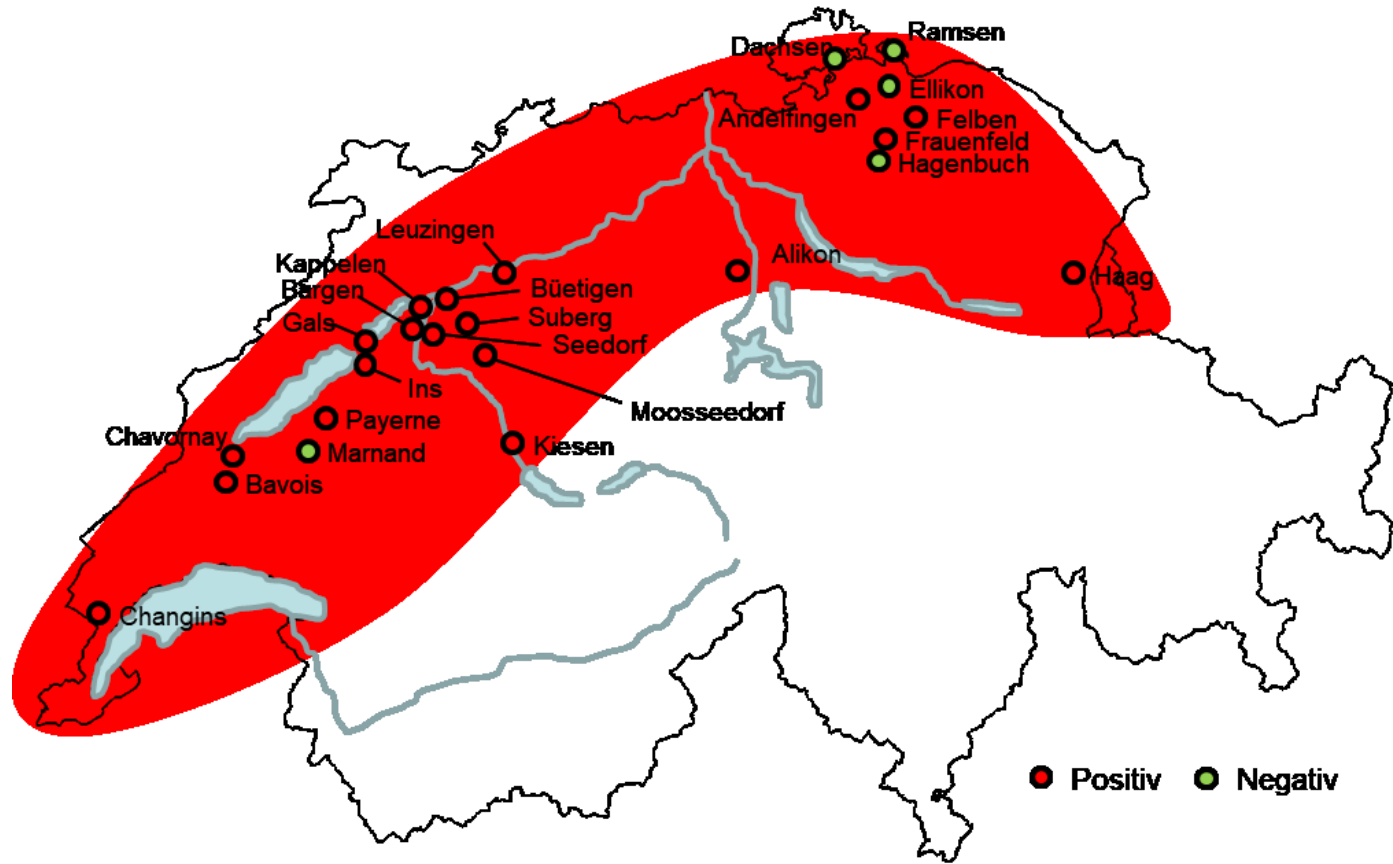 Ramsen
Dachsen
Ellikon
Andelfingen
Felben
Frauenfeld
Hagenbuch
Leuzingen
Kappelen
Alikon
Haag
Bargen
Büetigen
Gals
Suberg
Seedorf
Ins
Moosseedorf
Payerne
Chavornay
Kiesen
Marnand
Bavois
Changins
Positiv
Negativ